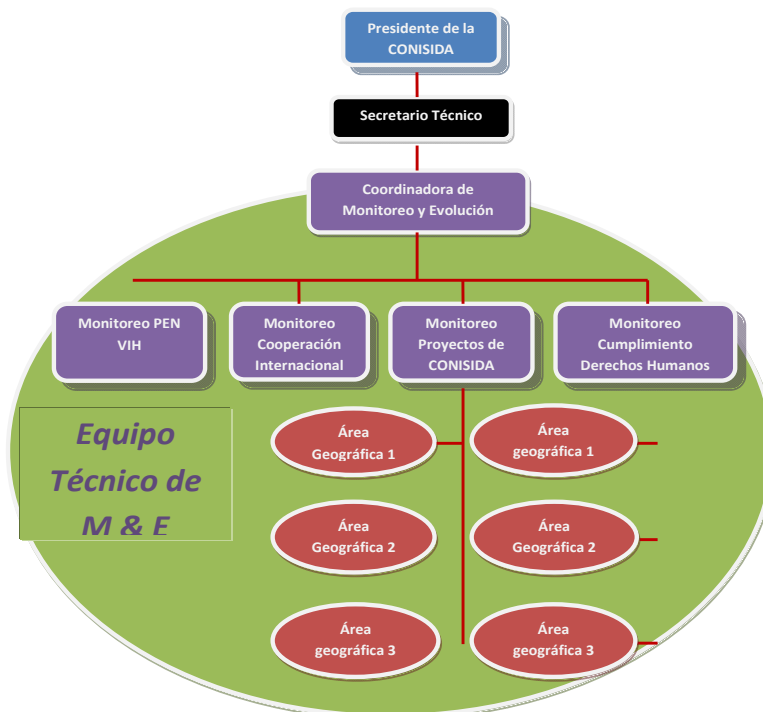 Presidente de la
CONISIDA
Secretario Técnico
Coordinadora de
Monitoreo y Evolución
Monitoreo PEN
VIH
Monitoreo
Cooperación
Internacional
Monitoreo
Proyectos de
CONISIDA
Monitoreo
Cumplimiento
Derechos Humanos
Equipo
Técnico de
M & E
Área
Geográfica 1
Área
geográfica 1
Área
Geográfica 2
Área
Geográfica 2
Área
geográfica 3
Área
geográfica 3